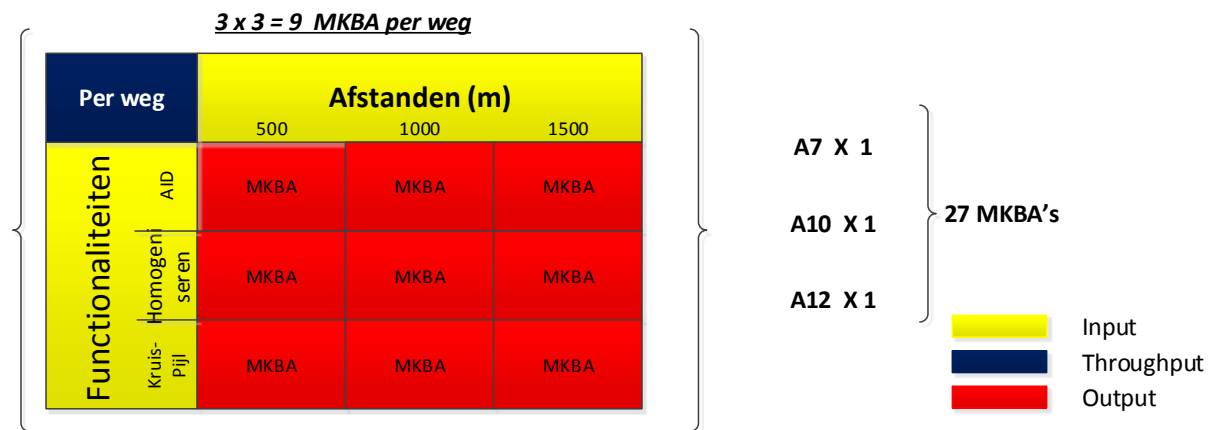 3 x 3 = 9 MKBA per weg
Per weg
Afstanden (m)
500 1000 1500
Functionaliteiten
AID
MKBA MKBA MKBA
Homogeni
seren
MKBA MKBA MKBA
Kruis-
Pijl
MKBA MKBA MKBA
A7 X 1
A10 X 1
A12 X 1
27 MKBA’s
Input
Throughput
Output